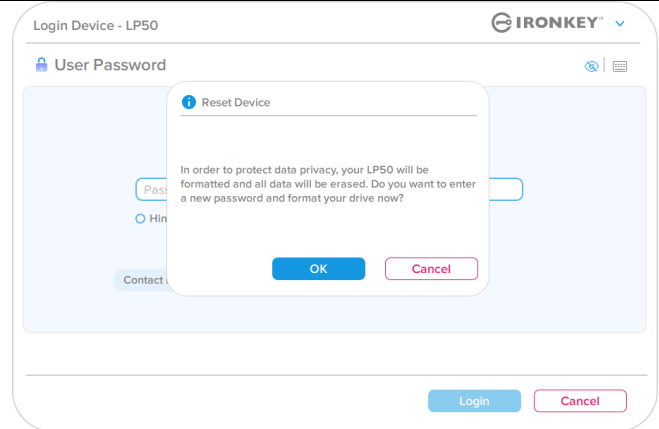 Login Device - LP50
IRONKEY™
User Password
Reset Device
In order to protect data privacy, your LP50 will be
formatted and all data will be erased. Do you want to enter
a new password and format your drive now?
OK
Cancel
Contact
Login
Cancel